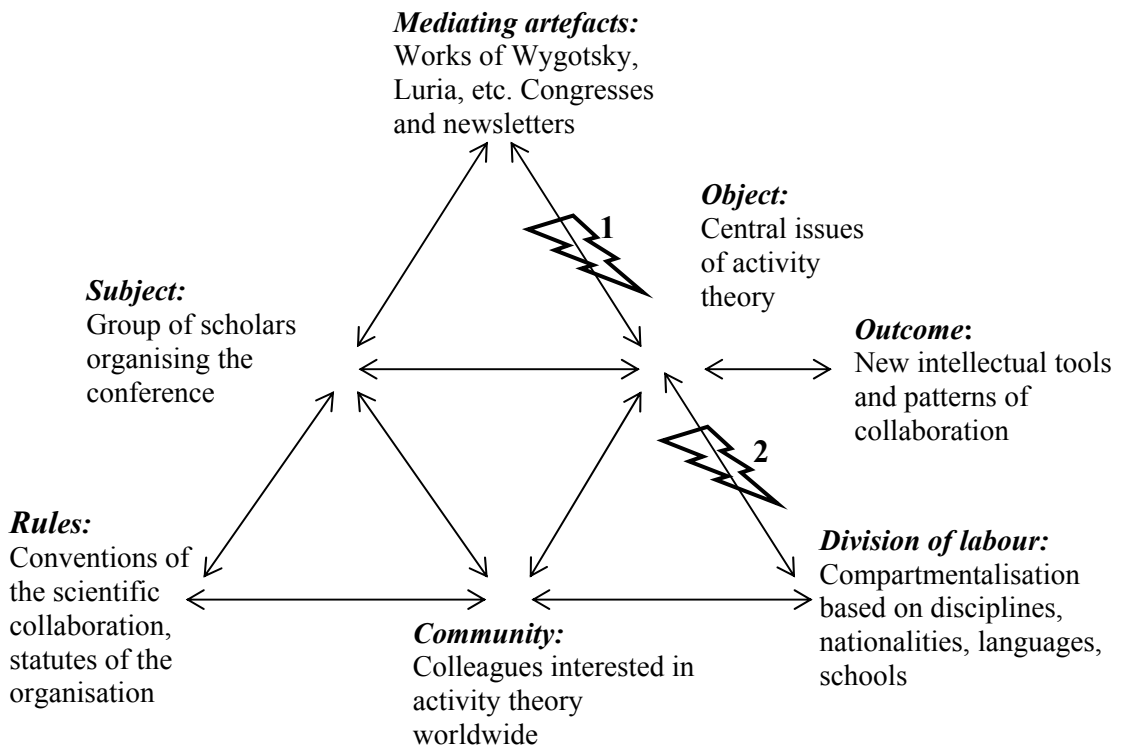 Mediating artefacts:
Works of Wygotsky,
Luria, etc. Congresses
and newsletters
1
Object:
Central issues
of activity
theory
Subject:
Group of scholars
organising the
conference
Outcome:
New intellectual tools
and patterns of
collaboration
2
Rules:
Conventions of
the scientific
collaboration,
statutes of the
organisation
Community:
Colleagues interested in
activity theory
worldwide
Division of labour:
Compartmentalisation
based on disciplines,
nationalities, languages,
schools